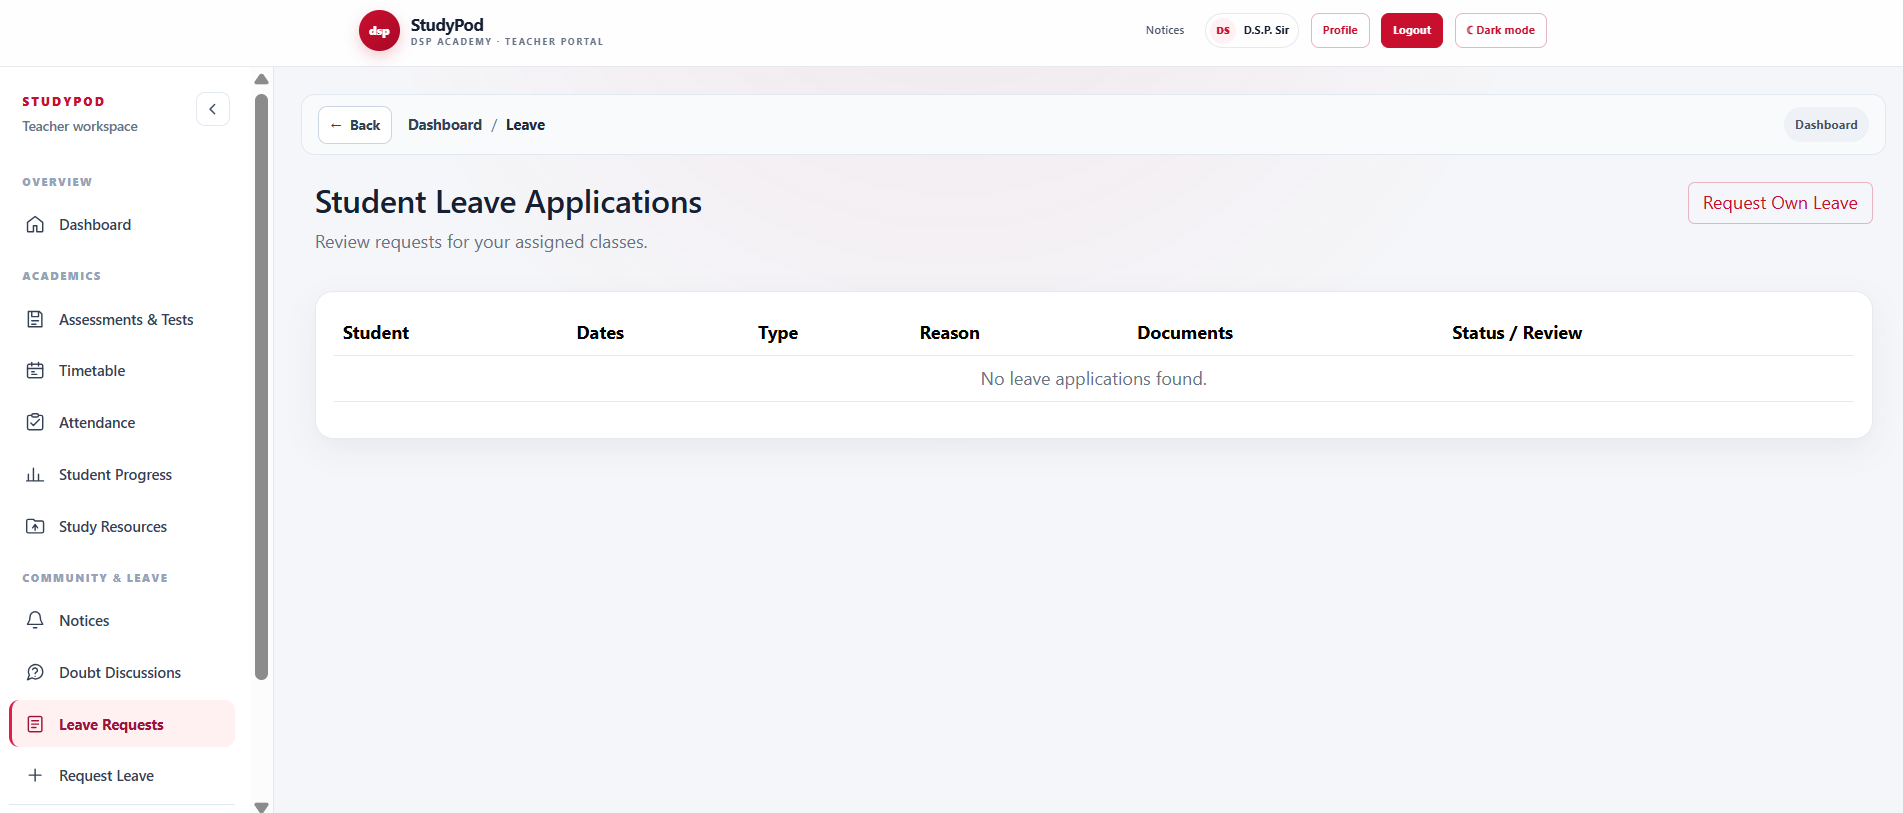 dsp
StudyPod
DSP ACADEMY · TEACHER PORTAL
Notices
DS D.S.P. Sir
Profile
Logout
☾ Dark mode
STUDYPOD
Teacher workspace
OVERVIEW
Dashboard
ACADEMICS
Assessments & Tests
Timetable
Attendance
Student Progress
Study Resources
COMMUNITY & LEAVE
Notices
Doubt Discussions
Leave Requests
Request Leave
← Back Dashboard / Leave
Dashboard
Student Leave Applications
Review requests for your assigned classes.
Request Own Leave
Student Dates Type Reason Documents Status / Review
No leave applications found.